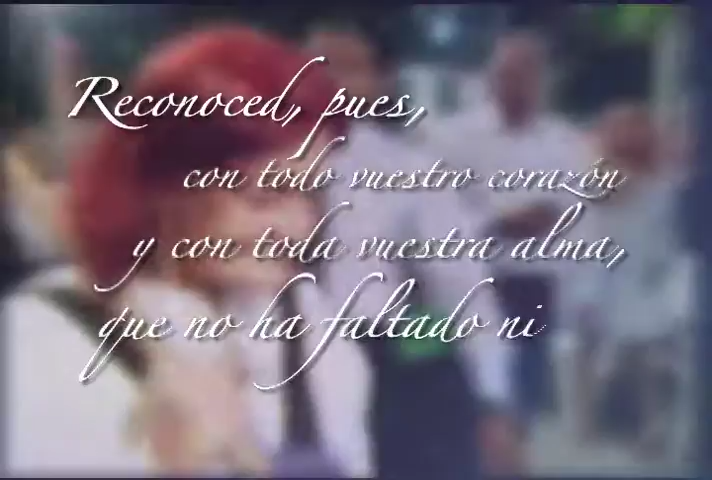 Reconoced, pues,
con todo vuestro corazón
y con toda vuestra alma,
que no ha faltado ni